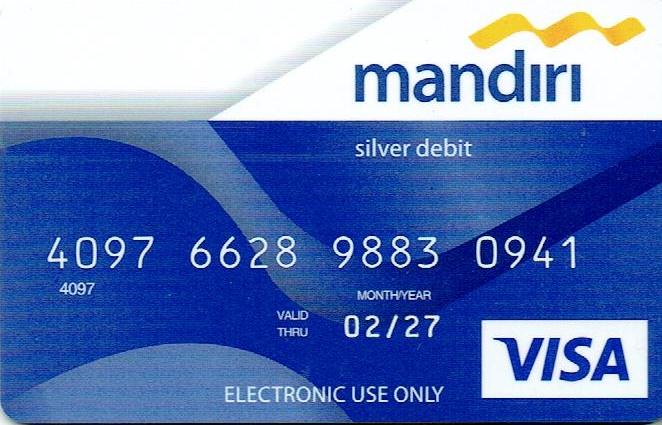 mandiri
silver debit
4097 6628 9883 0941
4097
MONTH/YEAR
VALID THRU 02/27
VISA
ELECTRONIC USE ONLY